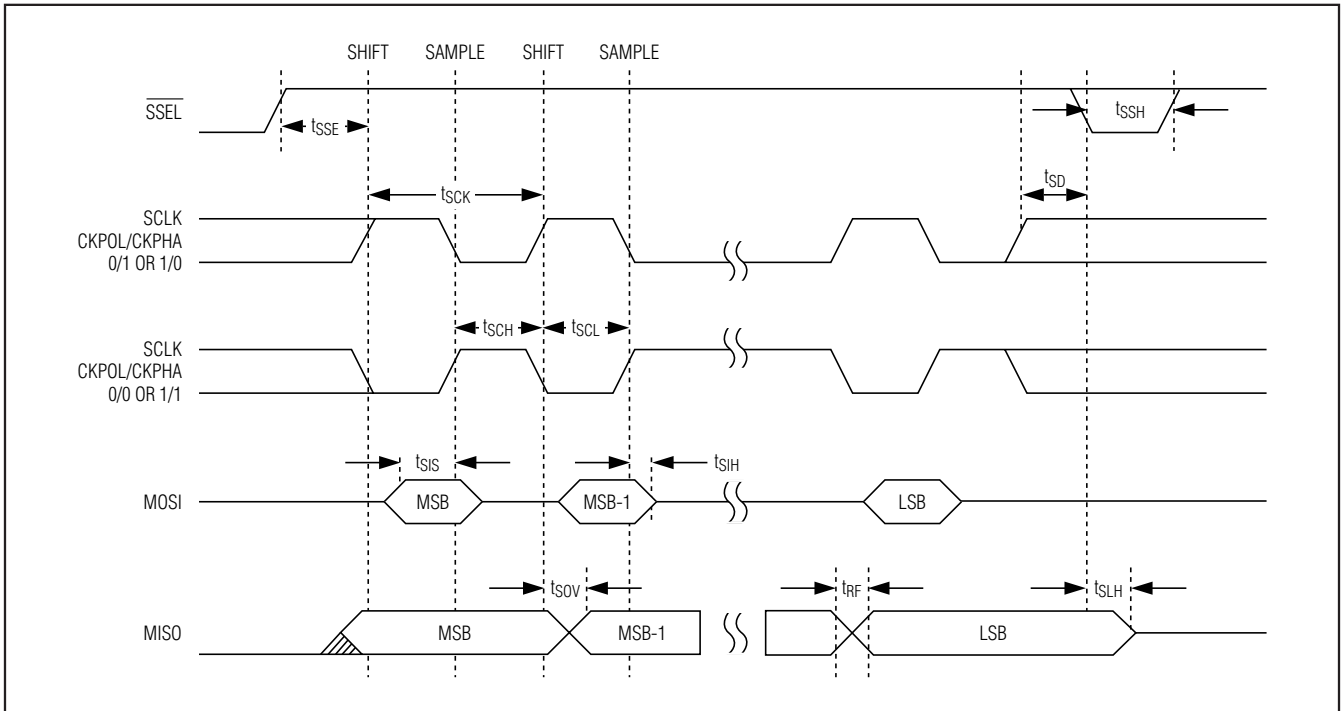 SHIFT SAMPLE SHIFT SAMPLE
SSEL
tSSE
tSSH
tSCK
tSD
SCLK
CKPOL/CKPHA
0/1 OR 1/0
tSCH
tSCL
SCLK
CKPOL/CKPHA
0/0 OR 1/1
tSIS
tSIH
MOSI
MSB
MSB-1
LSB
tSOV
tRF
tSLH
MISO
MSB
MSB-1
LSB